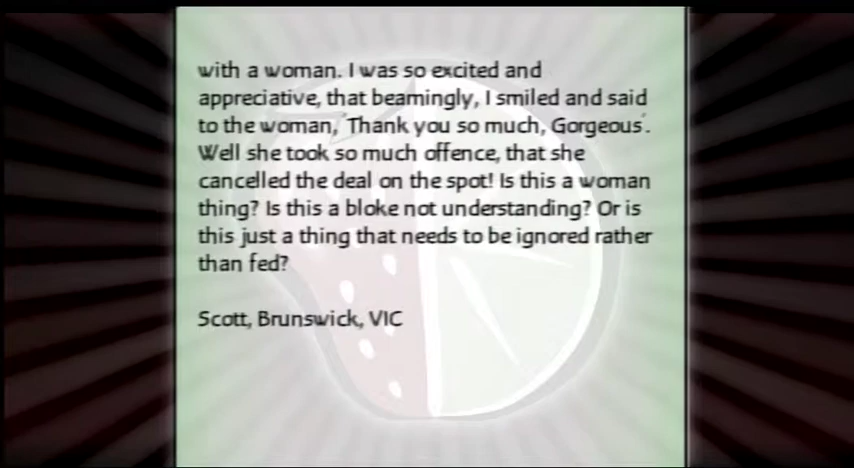 with a woman. I was so excited and
appreciative, that beamingly, I smiled and said
to the woman, 'Thank you so much, Gorgeous'.
Well she took so much offence, that she
cancelled the deal on the spot! Is this a woman
thing? Is this a bloke not understanding? Or is
this just a thing that needs to be ignored rather
than fed?
Scott, Brunswick, VIC